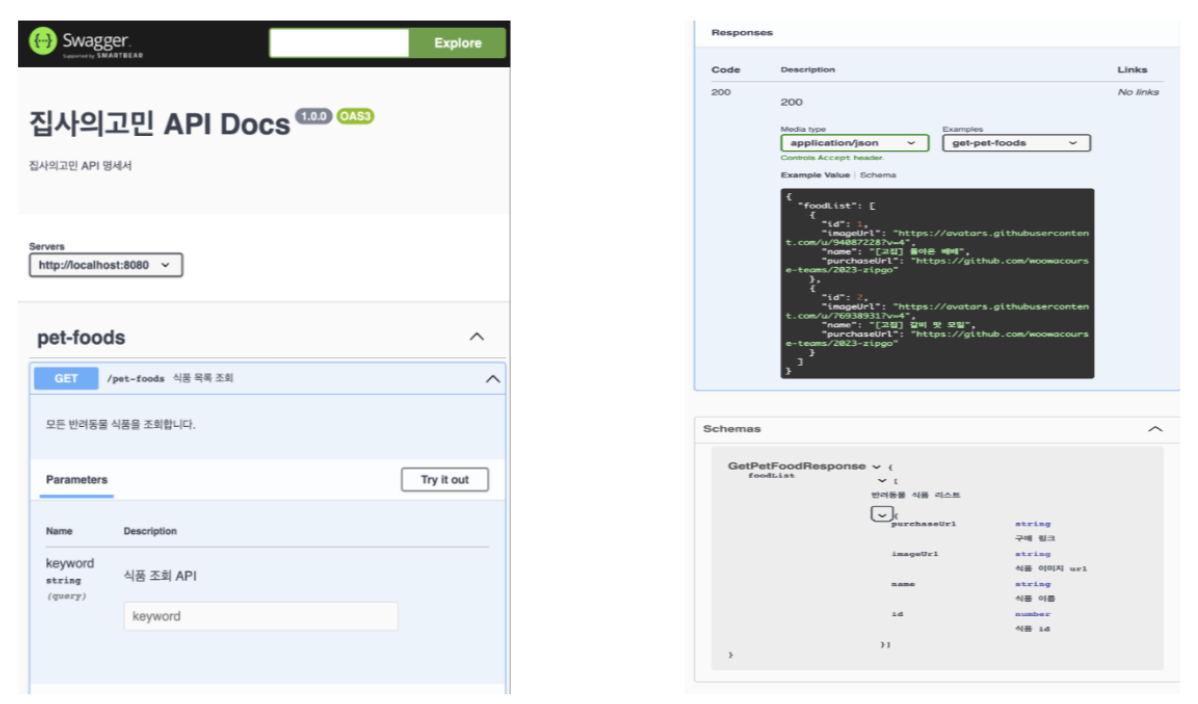 Swagger.
Supported by SMARTBEAR
Explore
집사의고민 API Docs 1.0.0 OAS3
집사의고민 API 명세서
Servers
http://localhost:8080
pet-foods
GET /pet-foods 식품 목록 조회
모든 반려동물 식품을 조회합니다.
Parameters
Try it out
Name Description
keyword
string
(query)
식품 조회 API
keyword
Responses
Code Description Links
200
200
No links
Media type
application/json
Controls Accept header.
Examples
get-pet-foods
Example Value | Schema
{
"foodList": [
{
"id": 1,
"imageUrl": "https://avatars.githubuserconten
t.com/u/94087228?v=4",
"name": "[고집] 돌아온 배배",
"purchaseUrl": "https://github.com/woowacours
e-teams/2023-zipgo"
},
{
"id": 2,
"imageUrl": "https://avatars.githubuserconten
t.com/u/76938931?v=4",
"name": "[고집] 갈비 맛 모밀",
"purchaseUrl": "https://github.com/woowacours
e-teams/2023-zipgo"
}
]
}
Schemas
GetPetFoodResponse {
foodList
[
반려동물 식품 리스트
{
purchaseUrl string
구매 링크
imageUrl string
식품 이미지 url
name string
식품 이름
id number
식품 id
}]
}